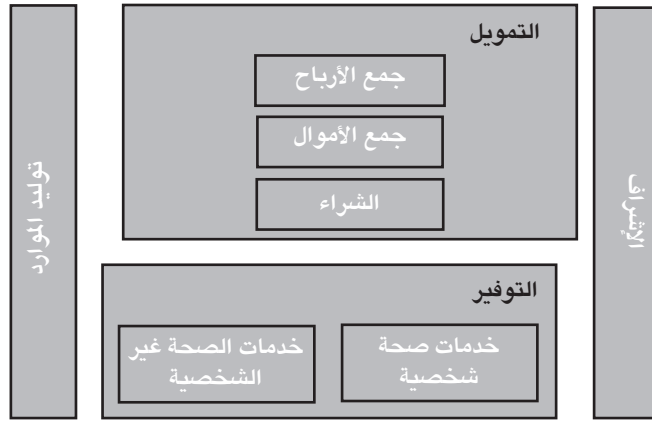 التمويل
جمع الأرباح
جمع الأموال
الشراء
الإشراف
توليد الموارد
التوفير
خدمات صحة
شخصية
خدمات الصحة غير
الشخصية